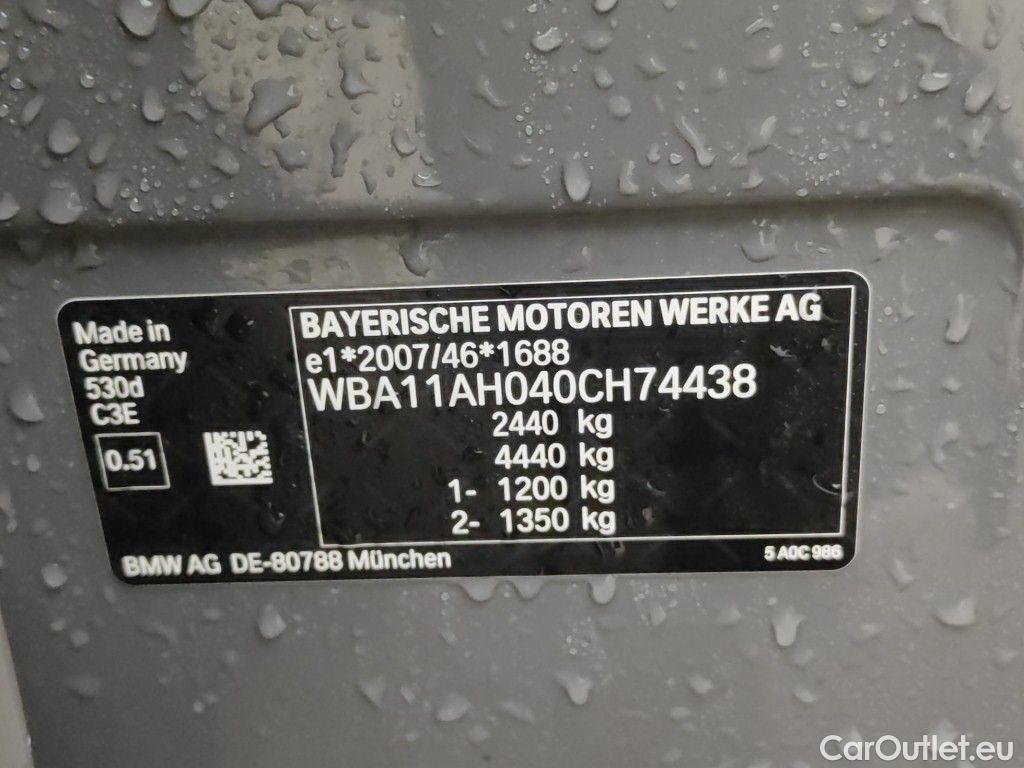 Made in
Germany
530d
C3E
0.51
BAYERISCHE MOTOREN WERKE AG
e1*2007/46*1688
WBA11AH040CH74438
2440 kg
4440 kg
1- 1200 kg
2- 1350 kg
BMW AG DE-80788 München
5 A0C 986
CarOutlet.eu